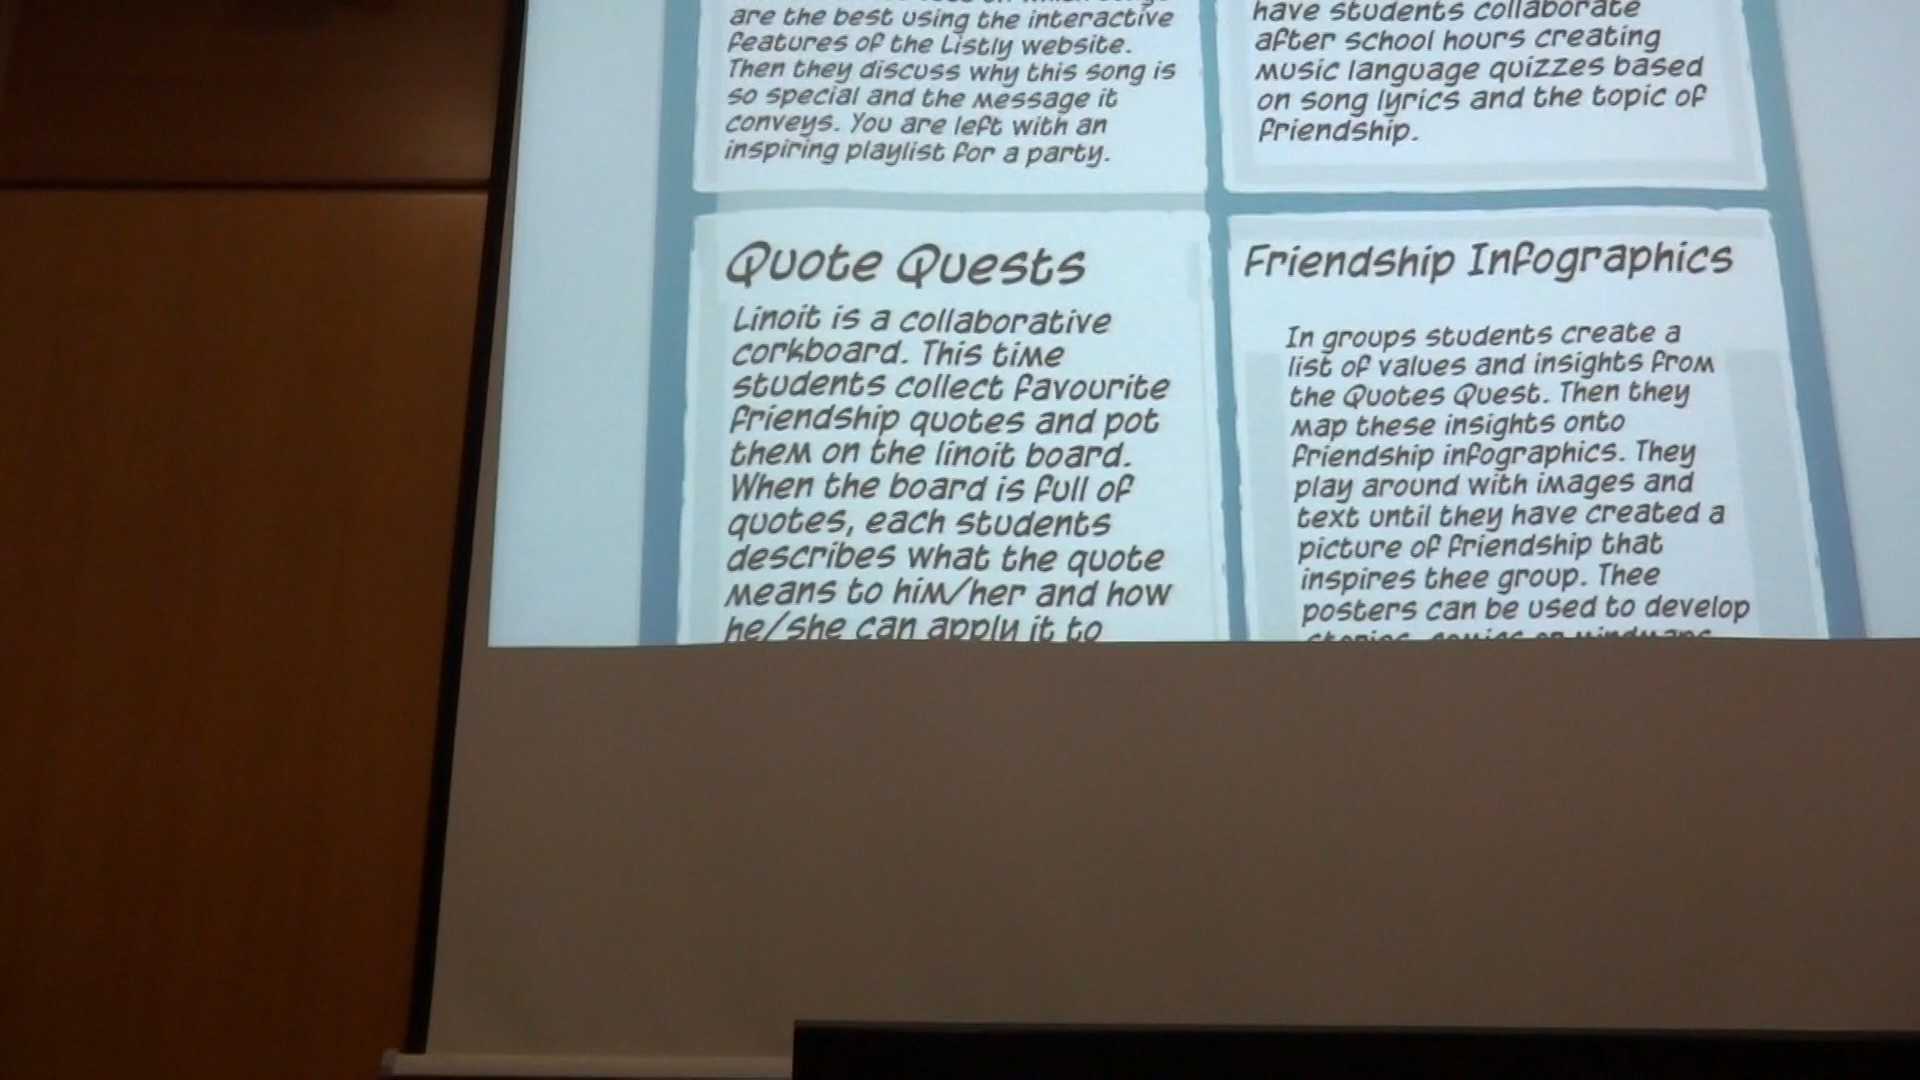 are the best using the interactive
features of the Listly website.
Then they discuss why this song is
so special and the message it
conveys. You are left with an
inspiring playlist for a party.
have students collaborate
after school hours creating
music language quizzes based
on song lyrics and the topic of
friendship.
Quote Quests
Linoit is a collaborative
corkboard. This time
students collect favourite
friendship quotes and pot
them on the linoit board.
When the board is full of
quotes, each students
describes what the quote
means to him/her and how
he/she can apply it to
Friendship Infographics
In groups students create a
list of values and insights from
the Quotes Quest. Then they
map these insights onto
friendship infographics. They
play around with images and
text until they have created a
picture of friendship that
inspires thee group. Thee
posters can be used to develop